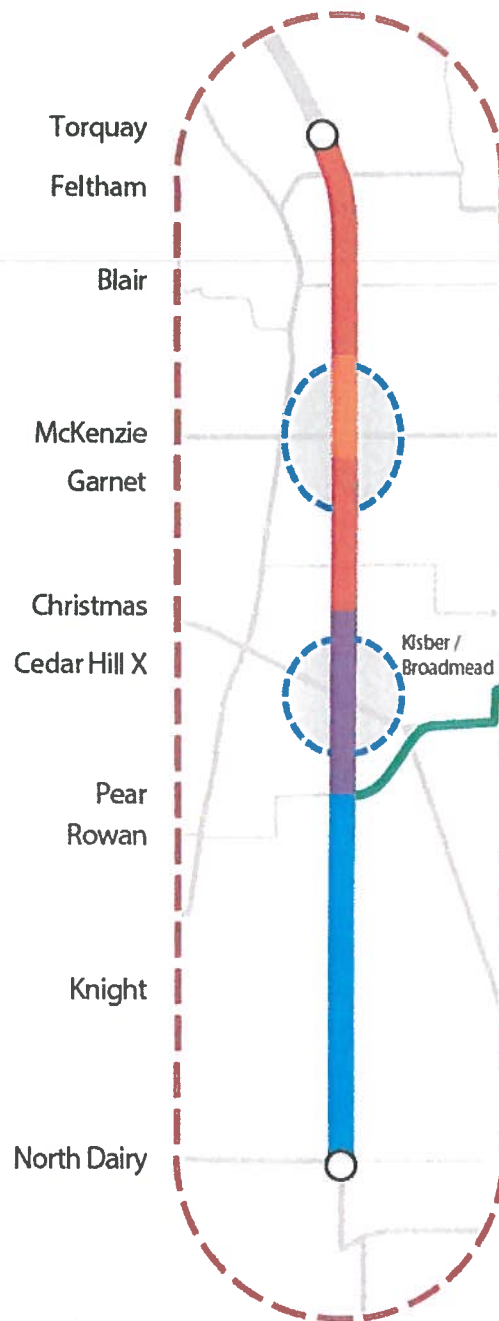 Torquay
Feltham
Blair
McKenzie
Garnet
Christmas
Cedar Hill X
Kisber /
Broadmead
Pear
Rowan
Knight
North Dairy